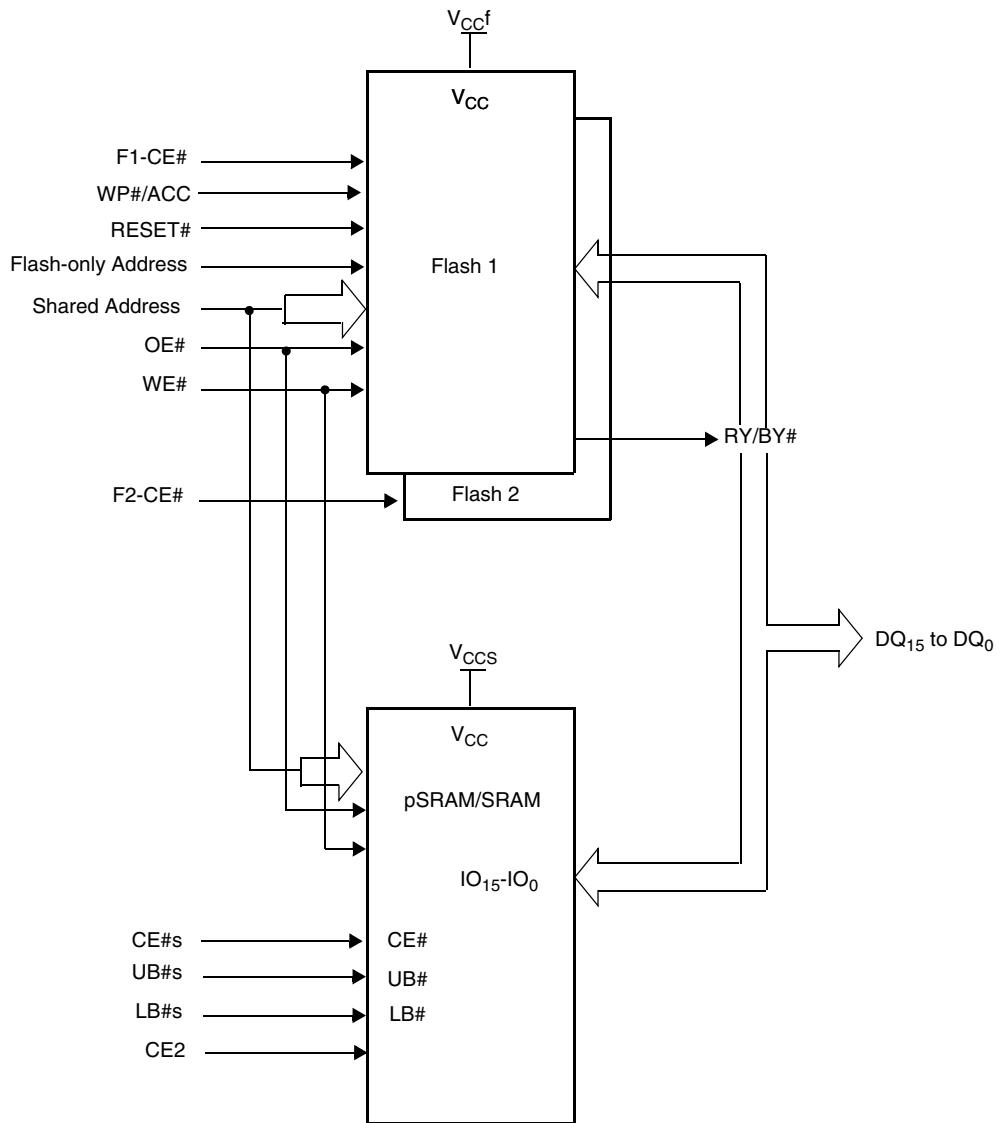 VCCf
VCC
F1-CE#
WP#/ACC
RESET#
Flash-only Address
Flash 1
Shared Address
OE#
WE#
RY/BY#
F2-CE#
Flash 2
DQ15 to DQ0
VCCS
VCC
pSRAM/SRAM
IO15-IO0
CE#s
CE#
UB#s
UB#
LB#s
LB#
CE2